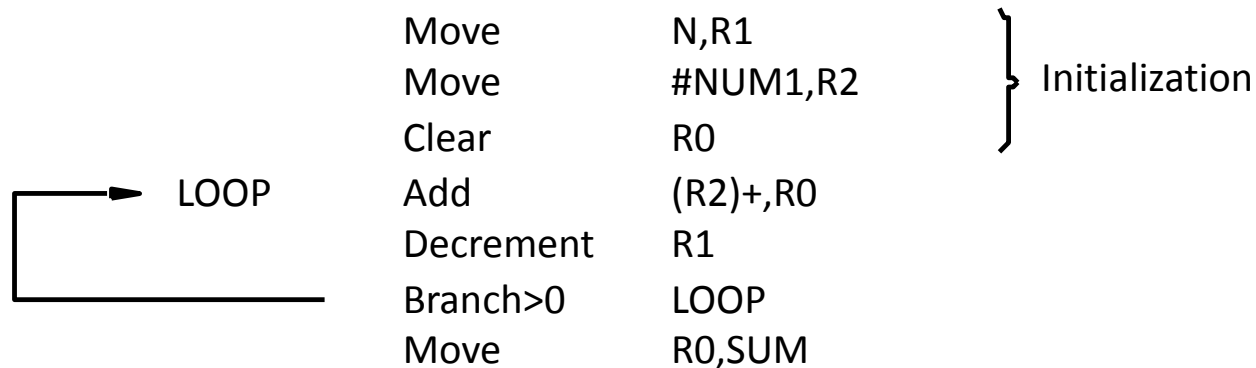 Move N,R1
Move #NUM1,R2 Initialization
Clear R0
LOOP Add (R2)+,R0
Decrement R1
Branch>0 LOOP
Move R0,SUM